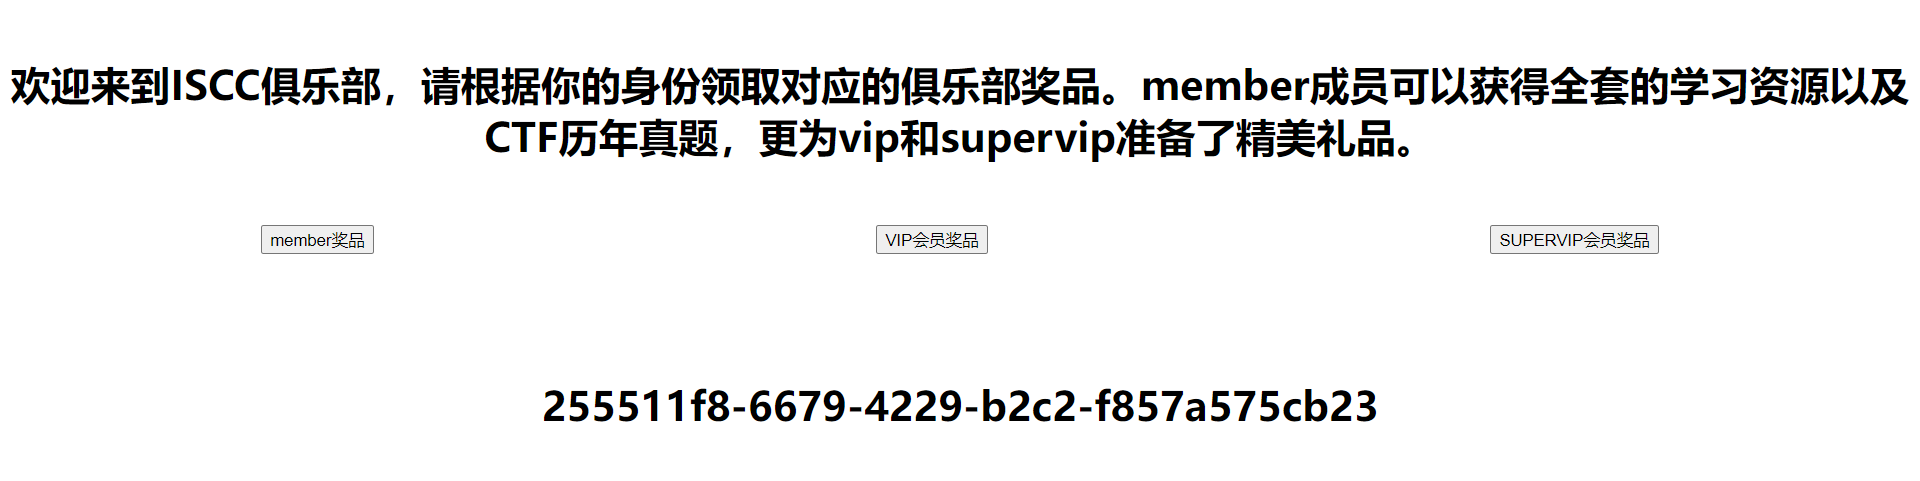 欢迎来到ISCC俱乐部，请根据你的身份领取对应的俱乐部奖品。member成员可以获得全套的学习资源以及
CTF历年真题，更为vip和supervip准备了精美礼品。
member奖品
VIP会员奖品
SUPERVIP会员奖品
255511f8-6679-4229-b2c2-f857a575cb23